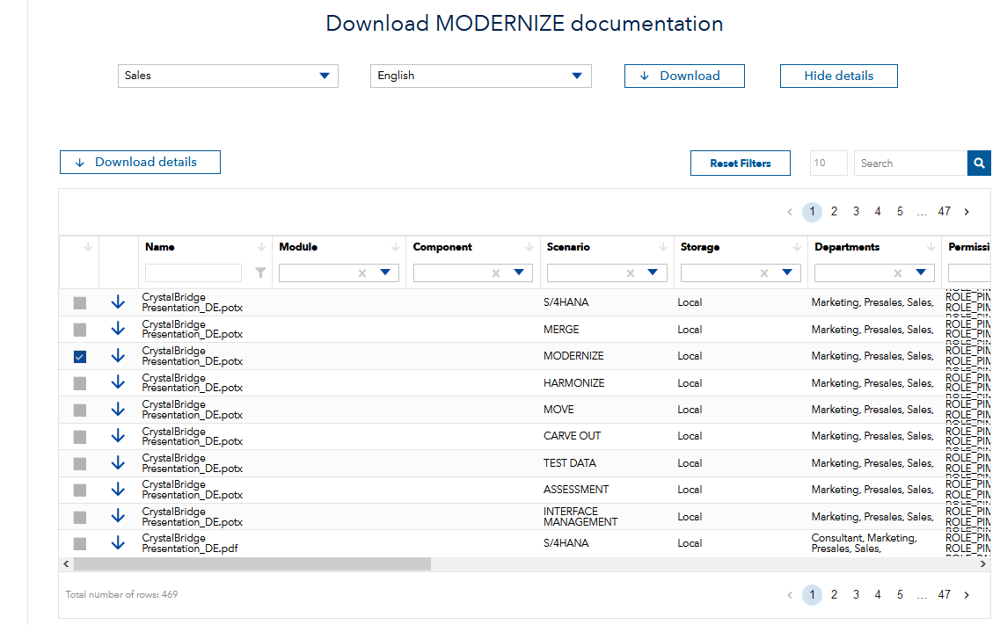 Download MODERNIZE documentation
Sales English Download Hide details
Download details Reset Filters 10 Search
1 2 3 4 5 ... 47
Name Module Component Scenario Storage Departments Permissi
CrystalBridge
Presentation_DE.potx S/4HANA Local Marketing, Presales, Sales, ROLE_PIM
ROLE_PIM
CrystalBridge
Presentation_DE.potx MERGE Local Marketing, Presales, Sales, ROLE_PIM
ROLE_PIM
CrystalBridge
Presentation_DE.potx MODERNIZE Local Marketing, Presales, Sales, ROLE_PIM
ROLE_PIM
CrystalBridge
Presentation_DE.potx HARMONIZE Local Marketing, Presales, Sales, ROLE_PIM
ROLE_PIM
CrystalBridge
Presentation_DE.potx MOVE Local Marketing, Presales, Sales, ROLE_PIM
ROLE_PIM
CrystalBridge
Presentation_DE.potx CARVE OUT Local Marketing, Presales, Sales, ROLE_PIM
ROLE_PIM
CrystalBridge
Presentation_DE.potx TEST DATA Local Marketing, Presales, Sales, ROLE_PIM
ROLE_PIM
CrystalBridge
Presentation_DE.potx ASSESSMENT Local Marketing, Presales, Sales, ROLE_PIM
ROLE_PIM
CrystalBridge
Presentation_DE.potx INTERFACE
MANAGEMENT Local Marketing, Presales, Sales, ROLE_PIM
ROLE_PIM
CrystalBridge
Presentation_DE.pdf S/4HANA Local Consultant, Marketing,
Presales, Sales, ROLE_PIM
ROLE_PIM
Total number of rows: 469 1 2 3 4 5 ... 47